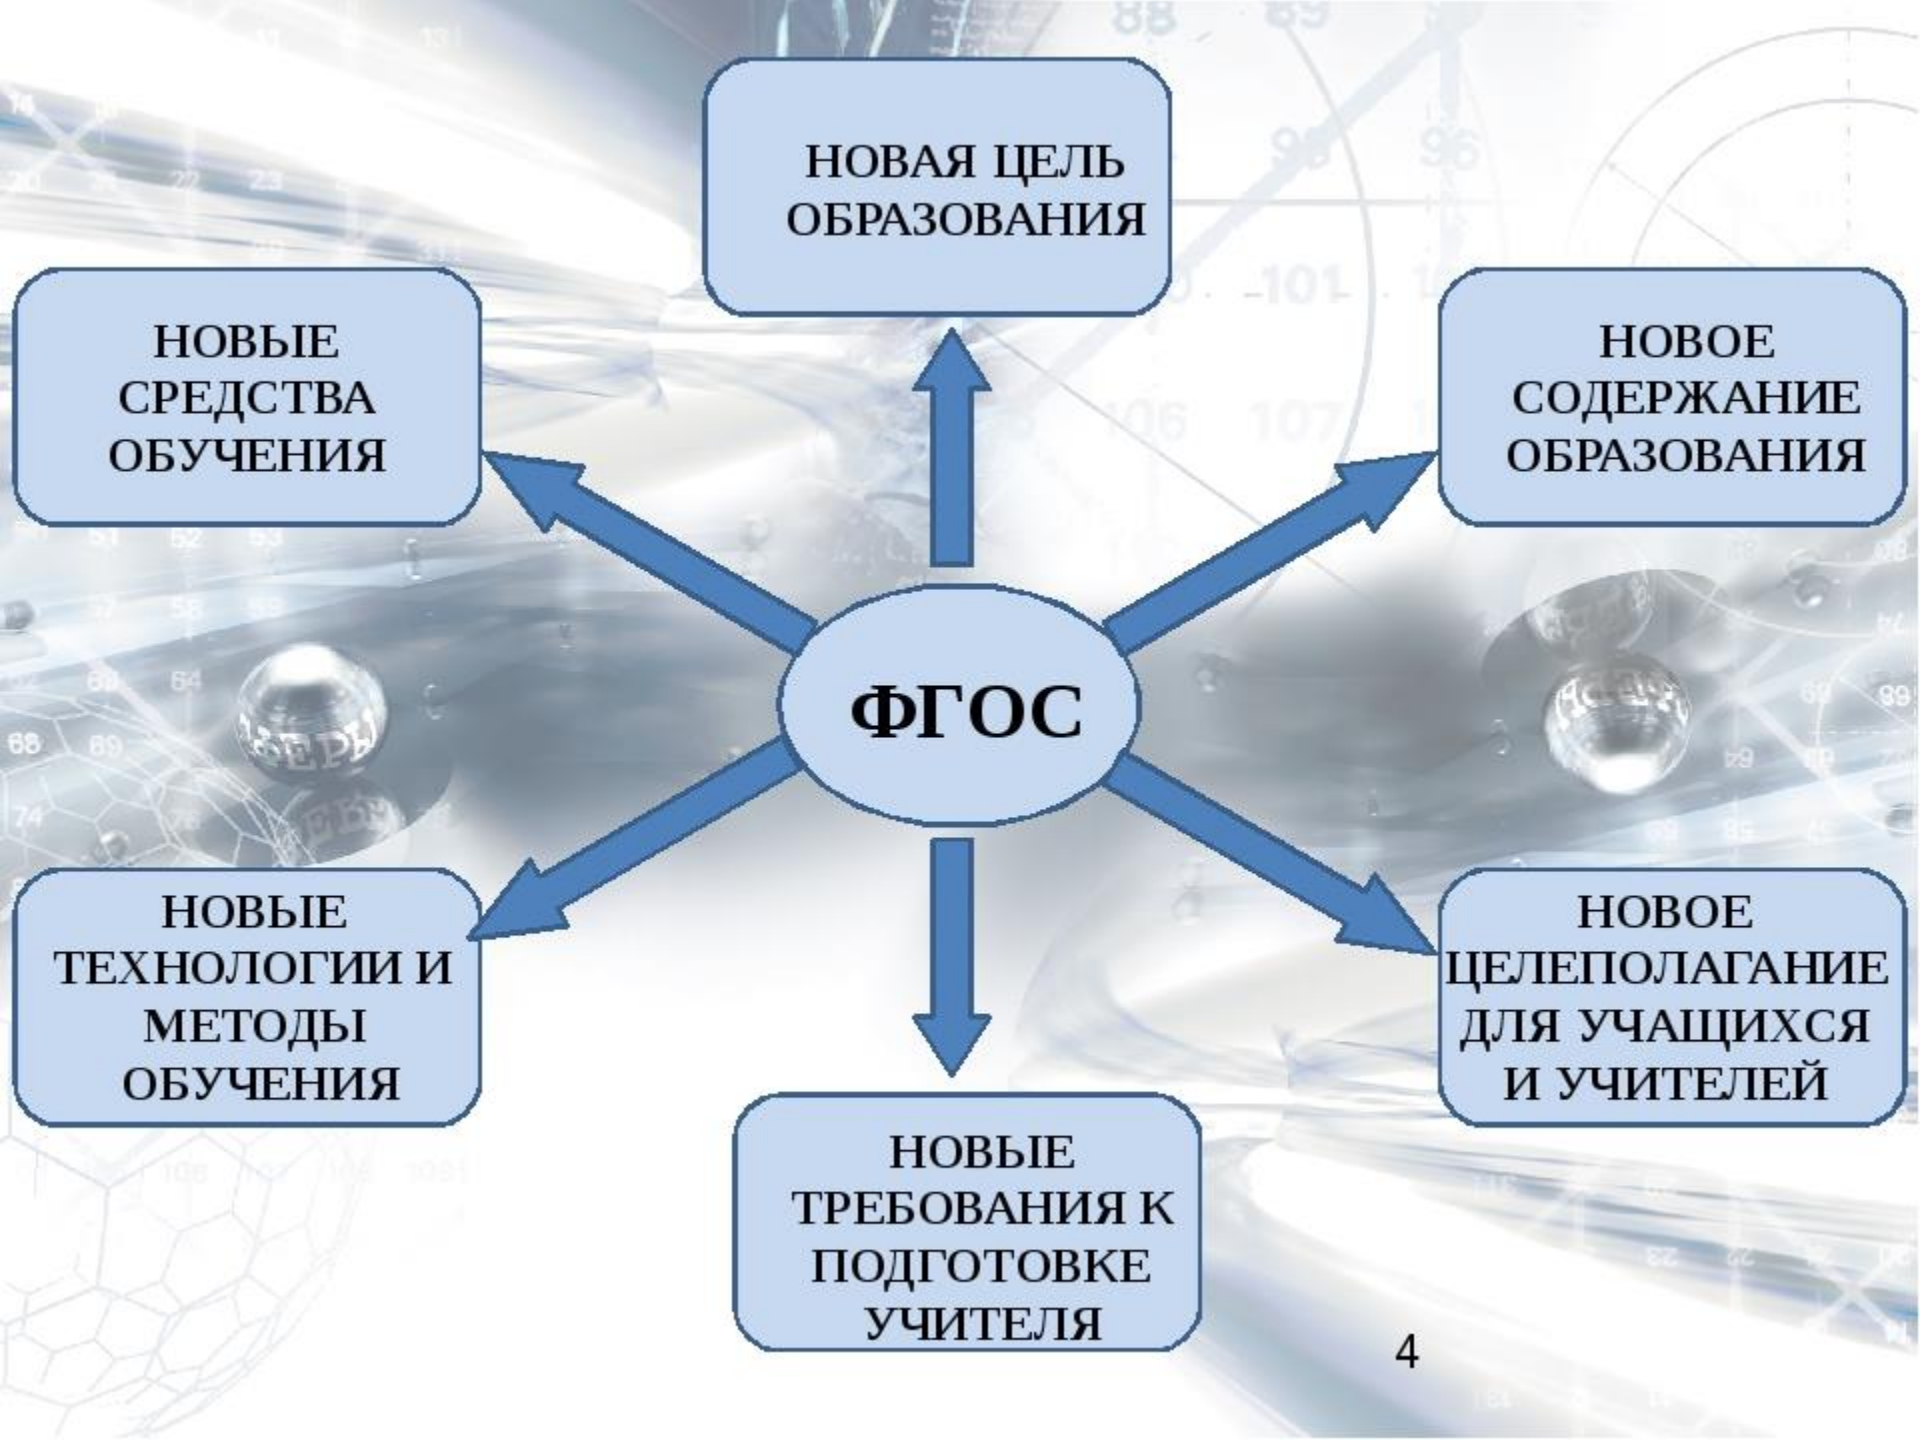 НОВАЯ ЦЕЛЬ
ОБРАЗОВАНИЯ
НОВЫЕ
СРЕДСТВА
ОБУЧЕНИЯ
НОВОЕ
СОДЕРЖАНИЕ
ОБРАЗОВАНИЯ
ФГОС
НОВЫЕ
ТЕХНОЛОГИИ И
МЕТОДЫ
ОБУЧЕНИЯ
НОВОЕ
ЦЕЛЕПОЛАГАНИЕ
ДЛЯ УЧАЩИХСЯ
И УЧИТЕЛЕЙ
НОВЫЕ
ТРЕБОВАНИЯ К
ПОДГОТОВКЕ
УЧИТЕЛЯ
4